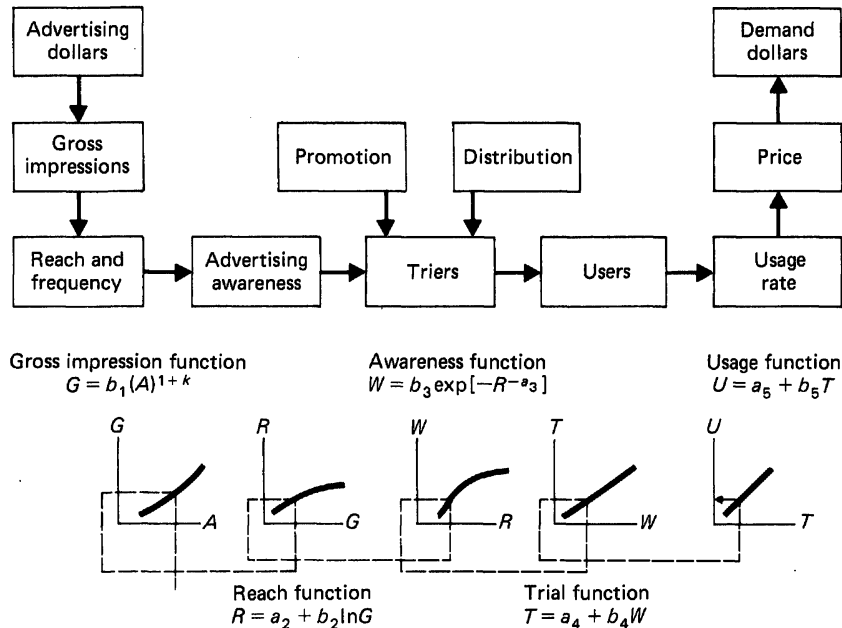 Advertising
dollars
Demand
dollars
Gross
impressions
Promotion
Distribution
Price
Reach and
frequency
Advertising
awareness
Triers
Users
Usage
rate
Gross impression function
G = b₁(A)¹⁺ᵏ
Awareness function
W = b₃exp[−R^−a₃]
Usage function
U = a₅ + b₅T
G
A
R
G
W
R
T
W
U
T
Reach function
R = a₂ + b₂lnG
Trial function
T = a₄ + b₄W